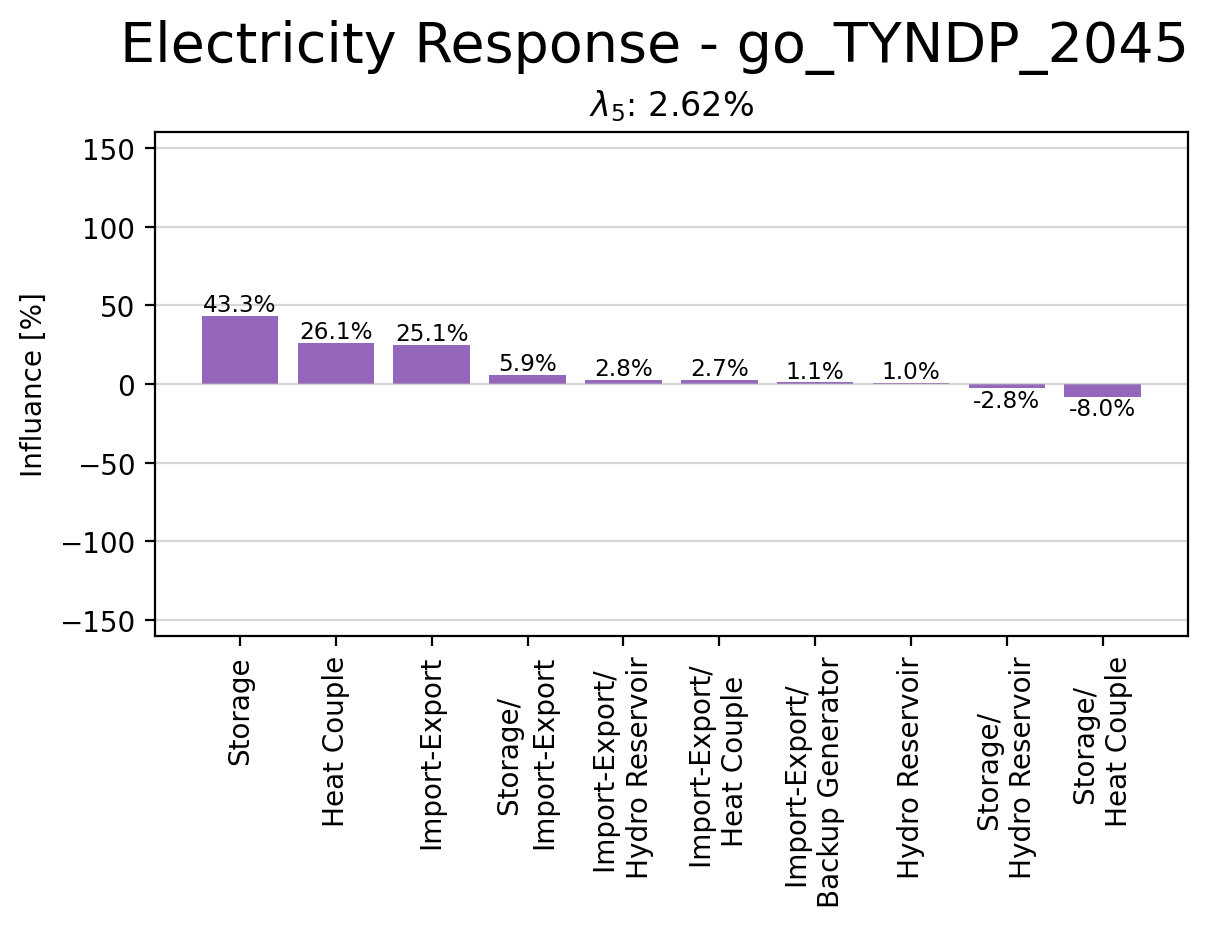 Electricity Response - go_TYNDP_2045
λ5: 2.62%
Influance [%]
150
100
50
0
−50
−100
−150
43.3%
26.1%
25.1%
5.9%
2.8%
2.7%
1.1%
1.0%
-2.8%
-8.0%
Storage
Heat Couple
Import-Export
Storage/
Import-Export
Import-Export/
Hydro Reservoir
Import-Export/
Heat Couple
Import-Export/
Backup Generator
Hydro Reservoir
Storage/
Hydro Reservoir
Storage/
Heat Couple